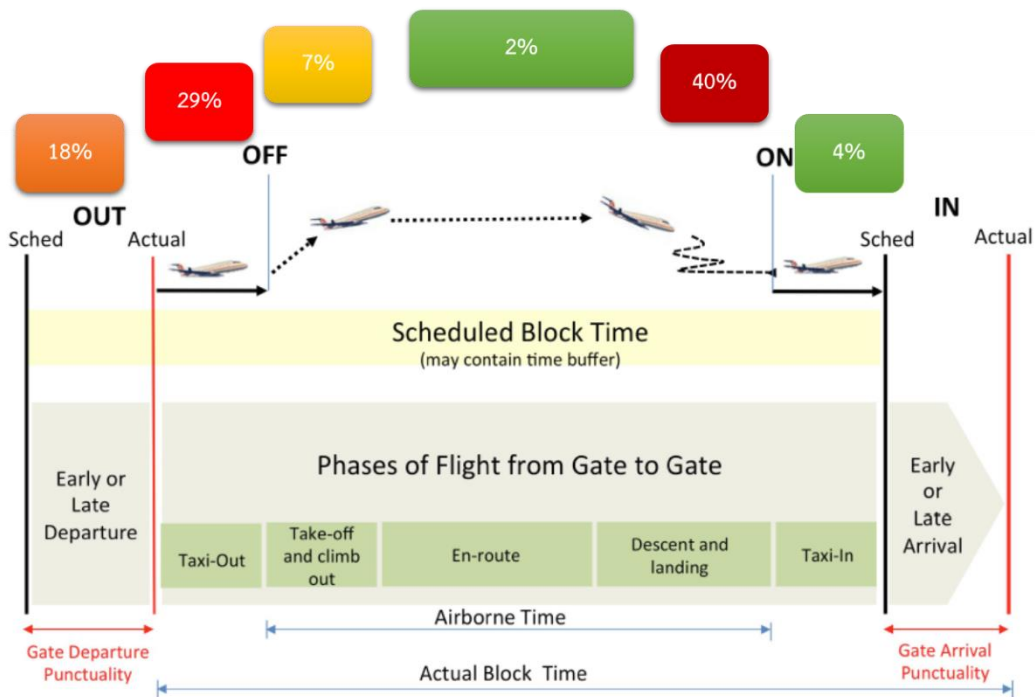 2%
7%
40%
29%
18%
4%
OFF
ON
OUT
IN
Sched
Actual
Sched
Actual
Scheduled Block Time
(may contain time buffer)
Phases of Flight from Gate to Gate
Early or
Late
Departure
Early
or
Late
Arrival
Taxi-Out
Take-off
and climb
out
En-route
Descent and
landing
Taxi-In
Airborne Time
Gate Departure
Punctuality
Gate Arrival
Punctuality
Actual Block Time